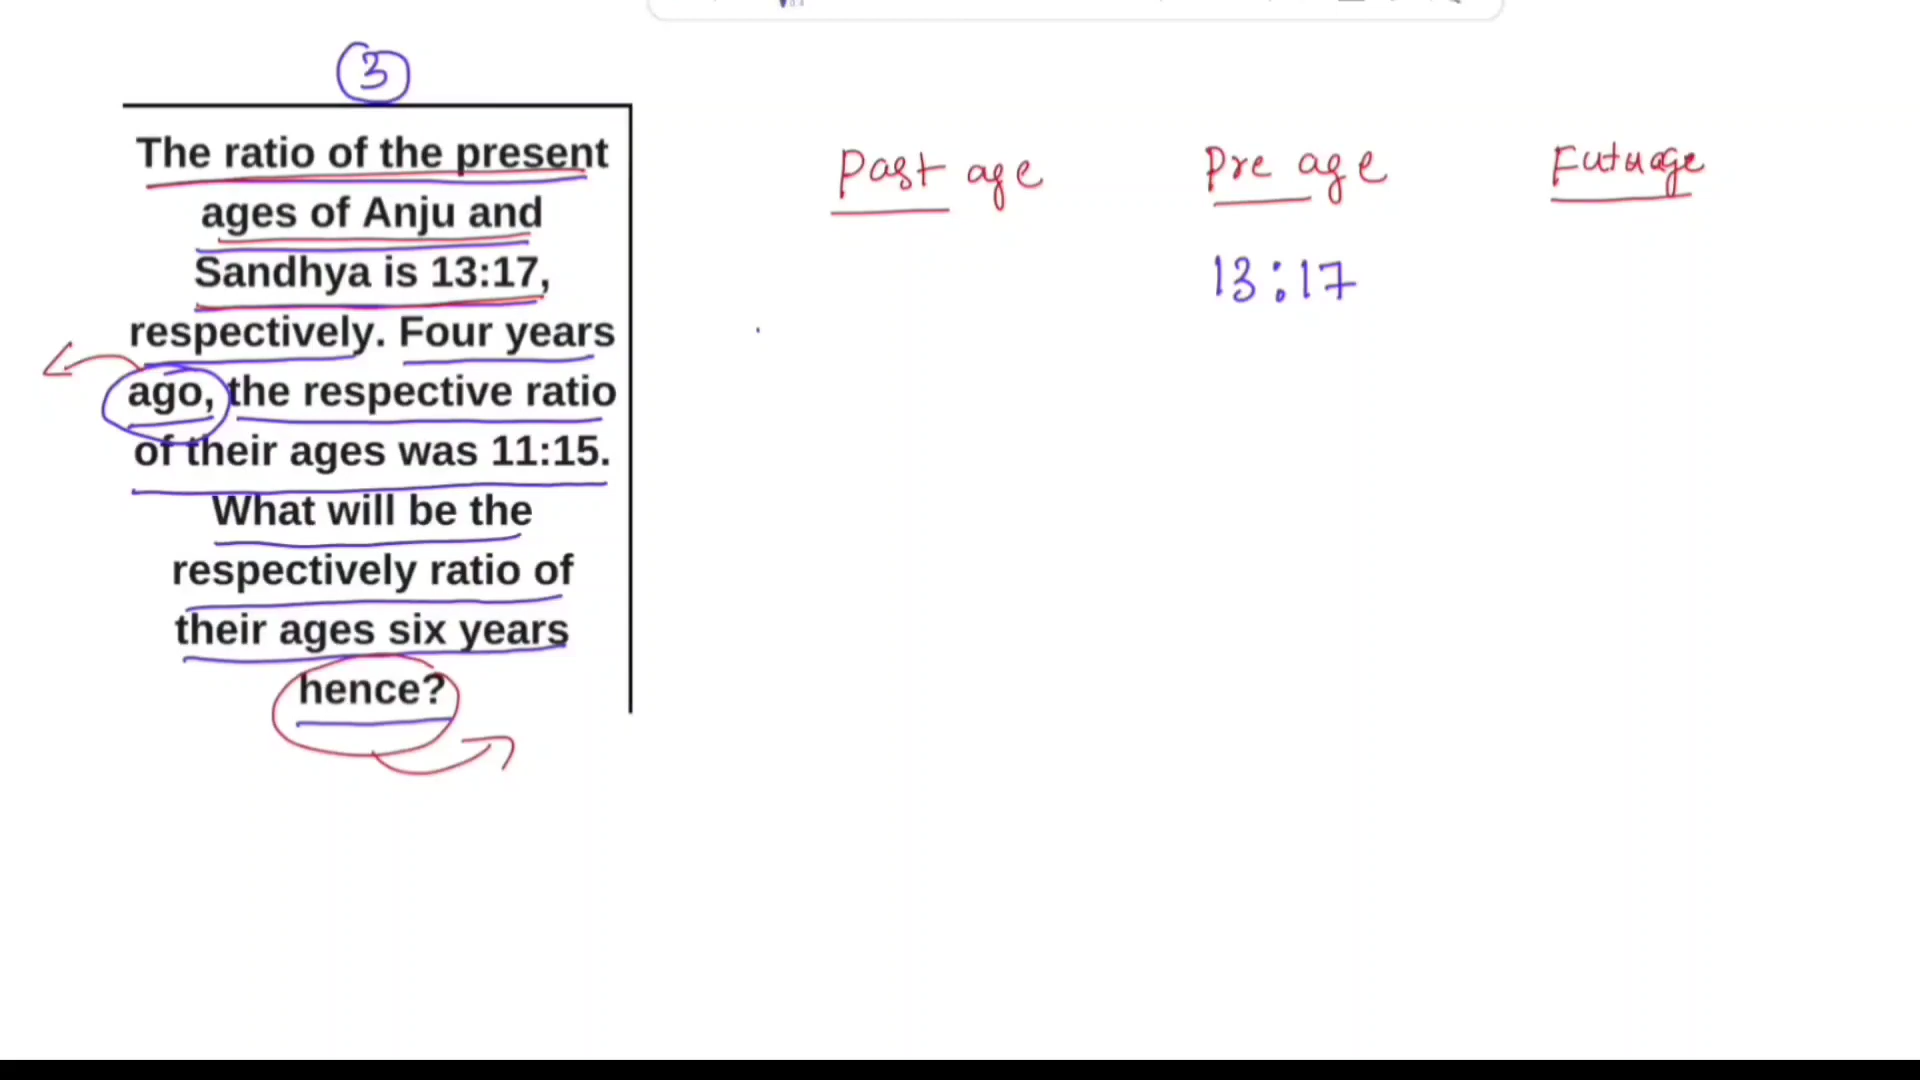 3
The ratio of the present
ages of Anju and
Sandhya is 13:17,
respectively. Four years
ago, the respective ratio
of their ages was 11:15.
What will be the
respectively ratio of
their ages six years
hence?
Past age Pre age Futuage
13:17